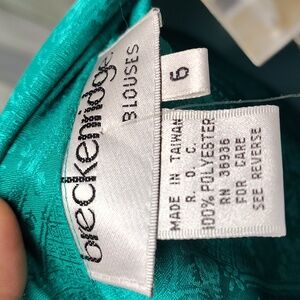 breckenridge
BLOUSES
6
MADE IN TAIWAN
R. O. C.
100% POLYESTER
RN 36936
FOR CARE
SEE REVERSE